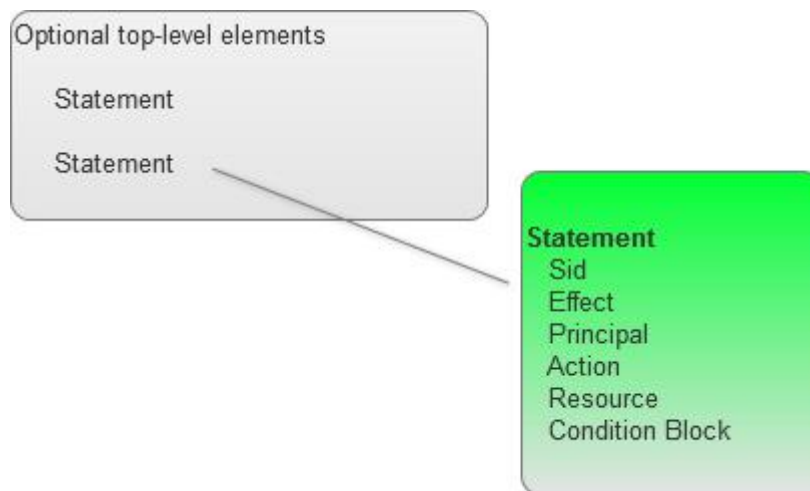 Optional top-level elements
Statement
Statement
Statement
Sid
Effect
Principal
Action
Resource
Condition Block